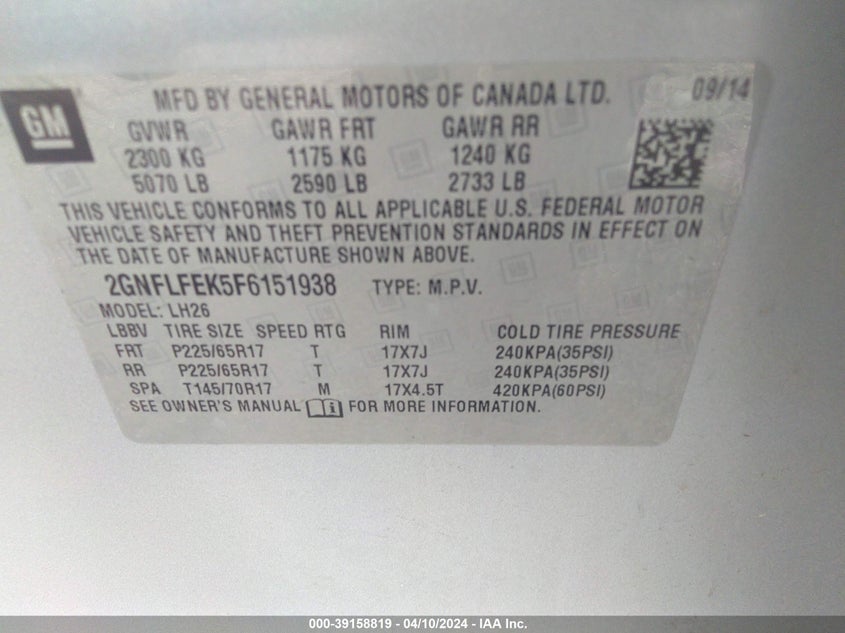 GM
MFD BY GENERAL MOTORS OF CANADA LTD. 09/14
GVWR GAWR FRT GAWR RR
2300 KG 1175 KG 1240 KG
5070 LB 2590 LB 2733 LB
THIS VEHICLE CONFORMS TO ALL APPLICABLE U.S. FEDERAL MOTOR
VEHICLE SAFETY AND THEFT PREVENTION STANDARDS IN EFFECT ON
THE DATE OF MANUFACTURE SHOWN ABOVE.
2GNFLFEK5F6151938 TYPE: M.P.V.
MODEL: LH26
LBBV TIRE SIZE SPEED RTG RIM COLD TIRE PRESSURE
FRT P225/65R17 T 17X7J 240KPA(35PSI)
RR P225/65R17 T 17X7J 240KPA(35PSI)
SPA T145/70R17 M 17X4.5T 420KPA(60PSI)
SEE OWNER'S MANUAL FOR MORE INFORMATION.
000-39158819 - 04/10/2024 - IAA Inc.